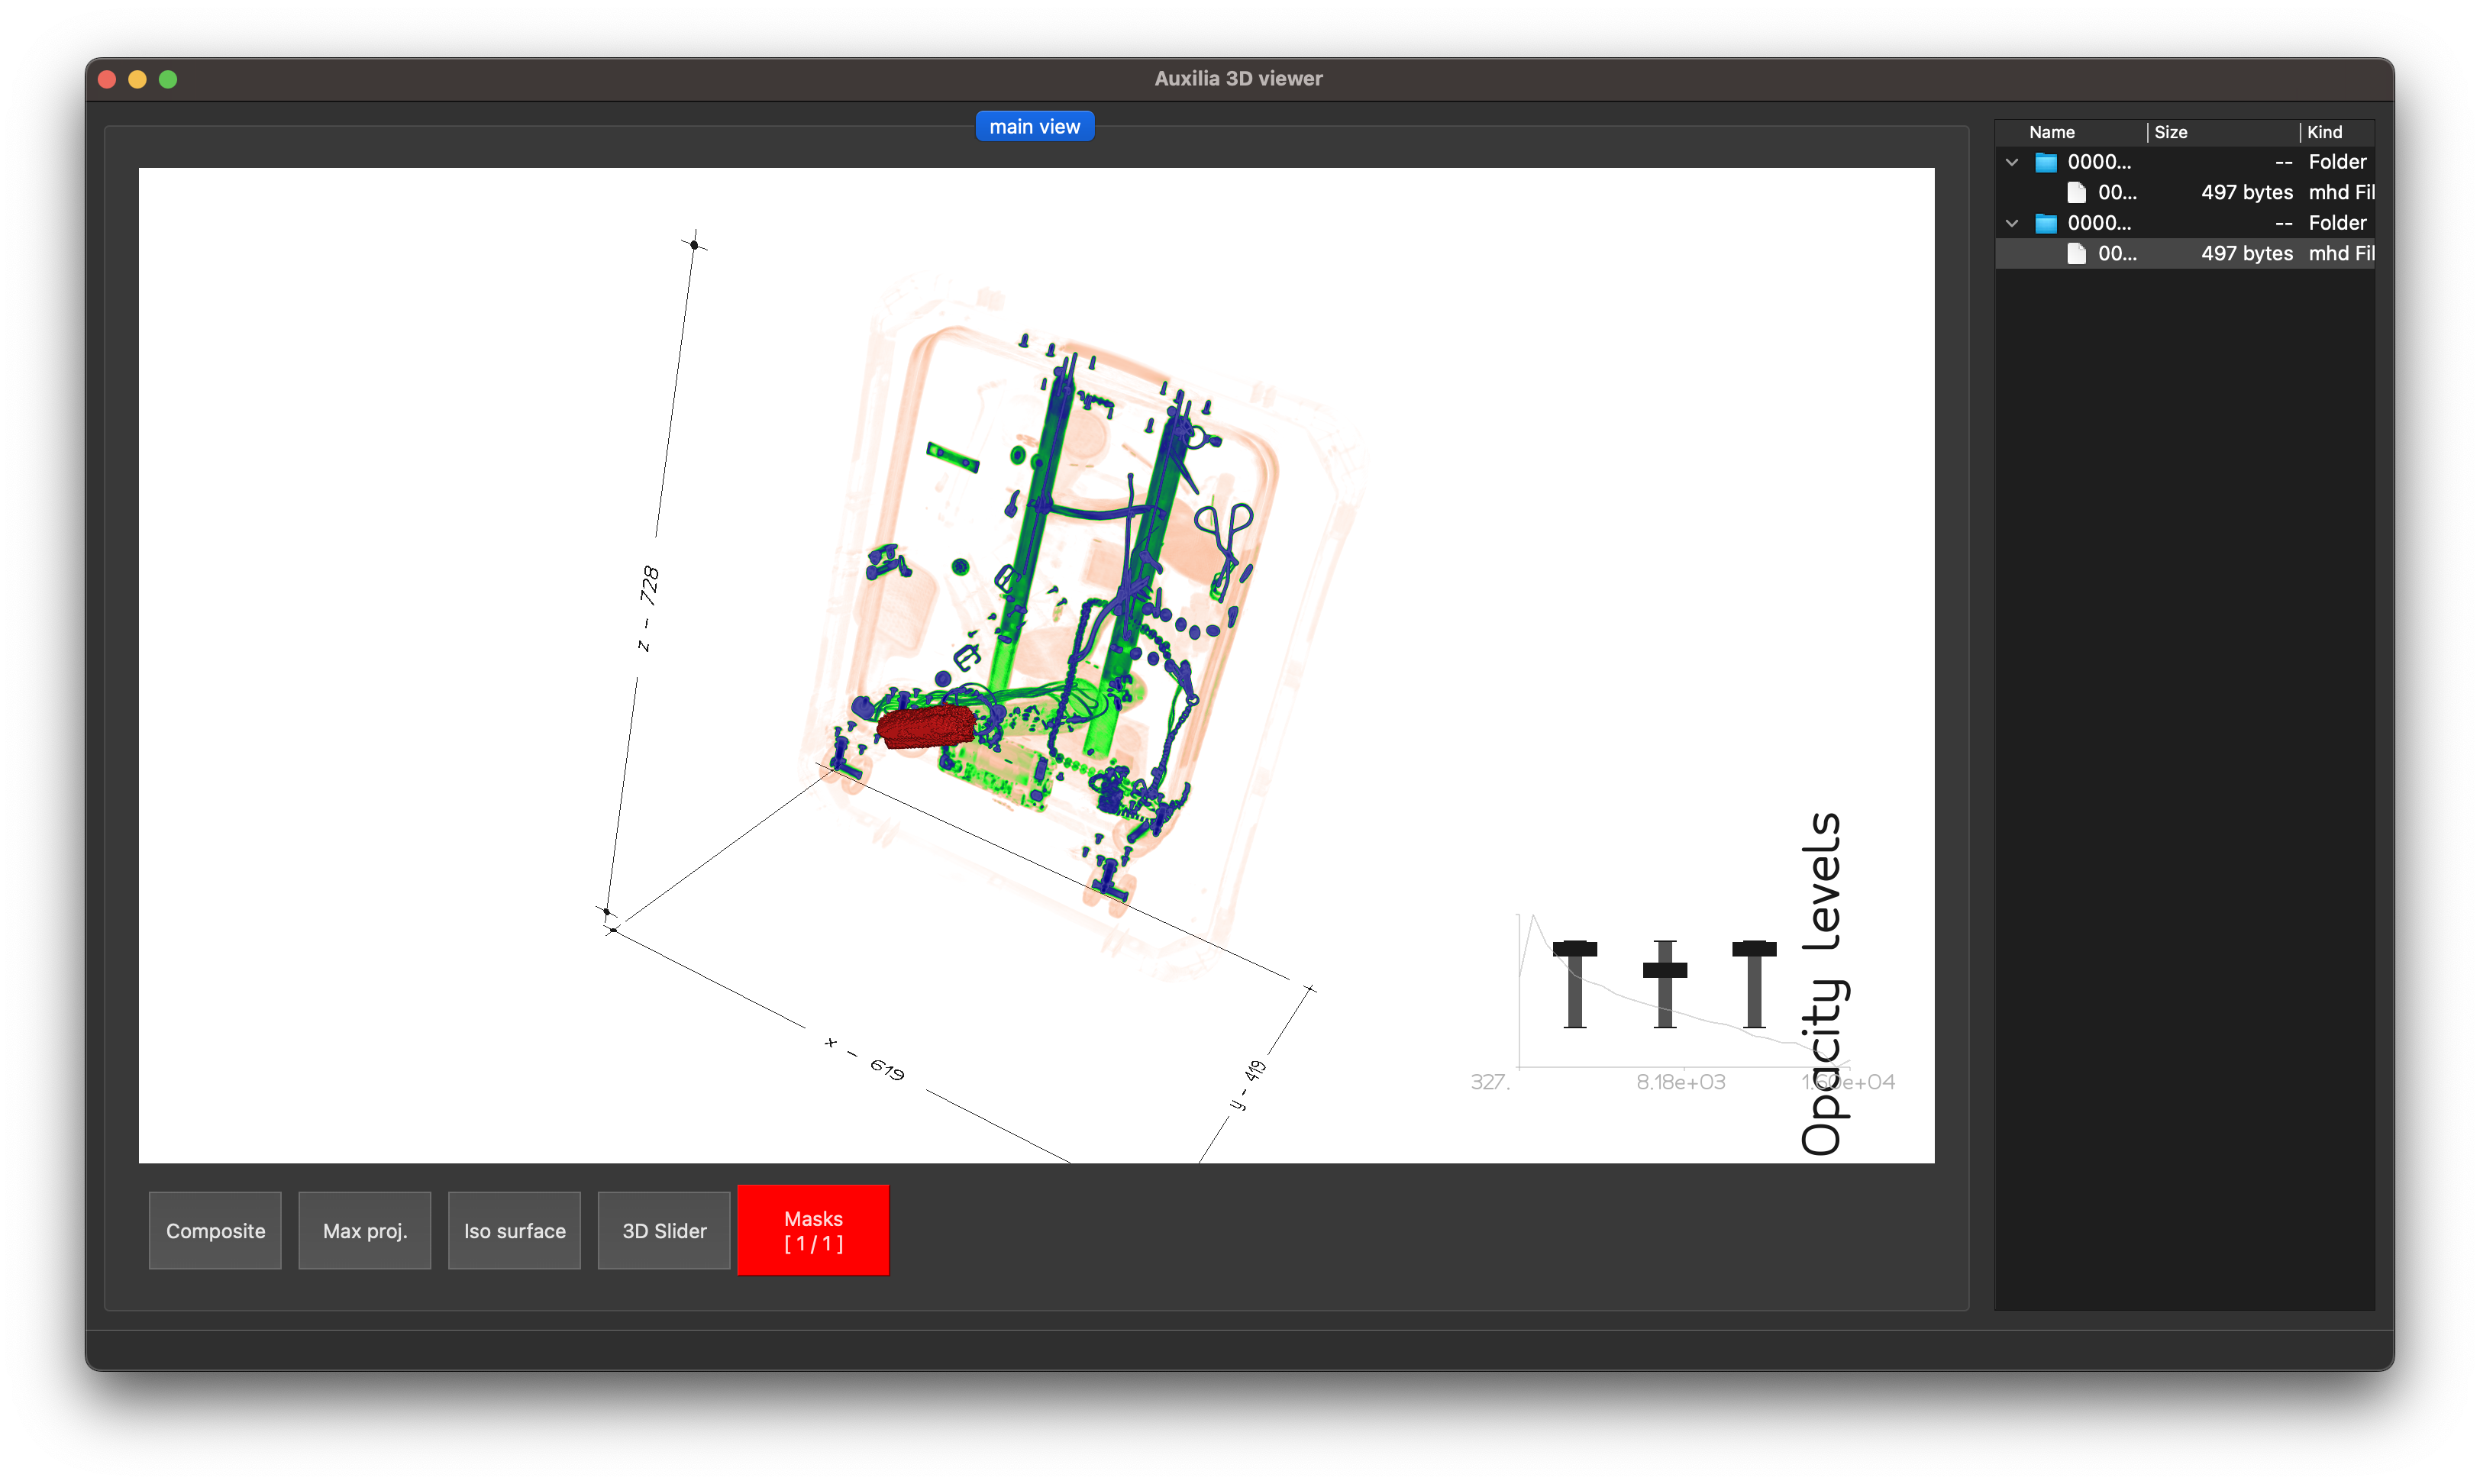 Auxilia 3D viewer
main view
Name Size Kind
0000... -- Folder
00... 497 bytes mhd Fil
0000... -- Folder
00... 497 bytes mhd Fil
z - 728
x - 619
y - 419
Opacity levels
327. 8.18e+03 1.60e+04
Composite
Max proj.
Iso surface
3D Slider
Masks
[ 1 / 1 ]